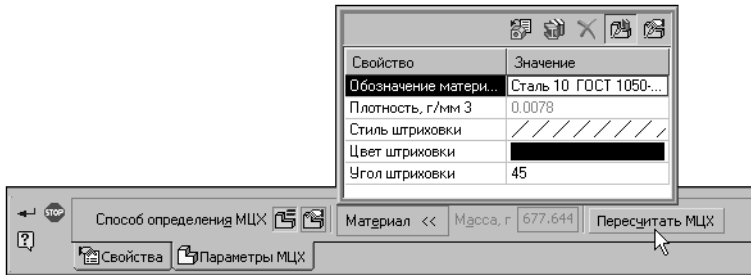 Свойство Значение
Обозначение матери... Сталь 10 ГОСТ 1050-...
Плотность, г/мм 3 0.0078
Стиль штриховки
Цвет штриховки
Угол штриховки 45
STOP Способ определения МЦХ Материал << Масса, г 677.644 Пересчитать МЦХ
Свойства Параметры МЦХ